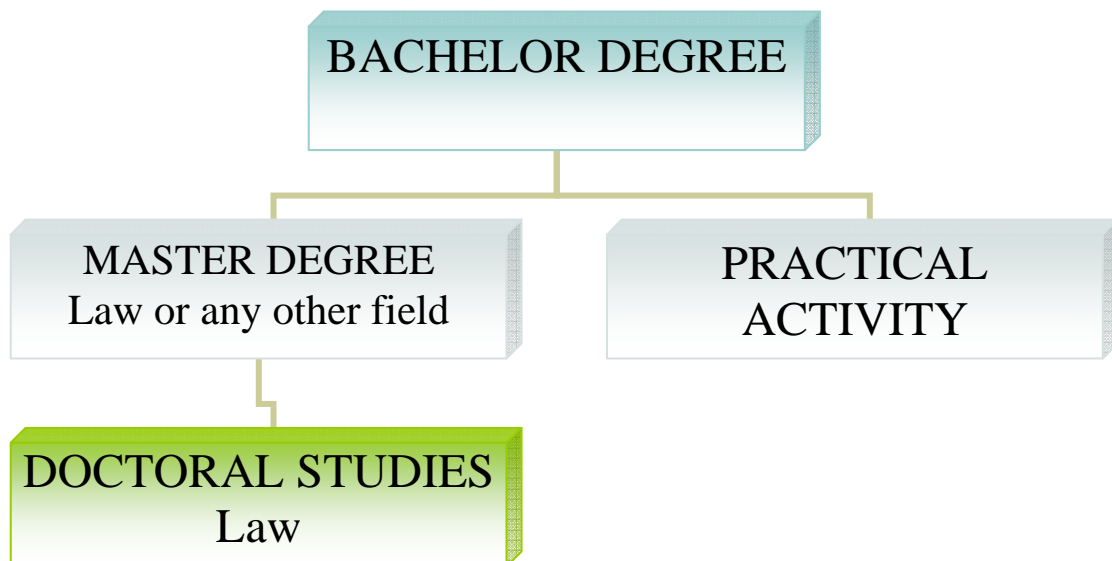 BACHELOR DEGREE
MASTER DEGREE
Law or any other field
PRACTICAL
ACTIVITY
DOCTORAL STUDIES
Law